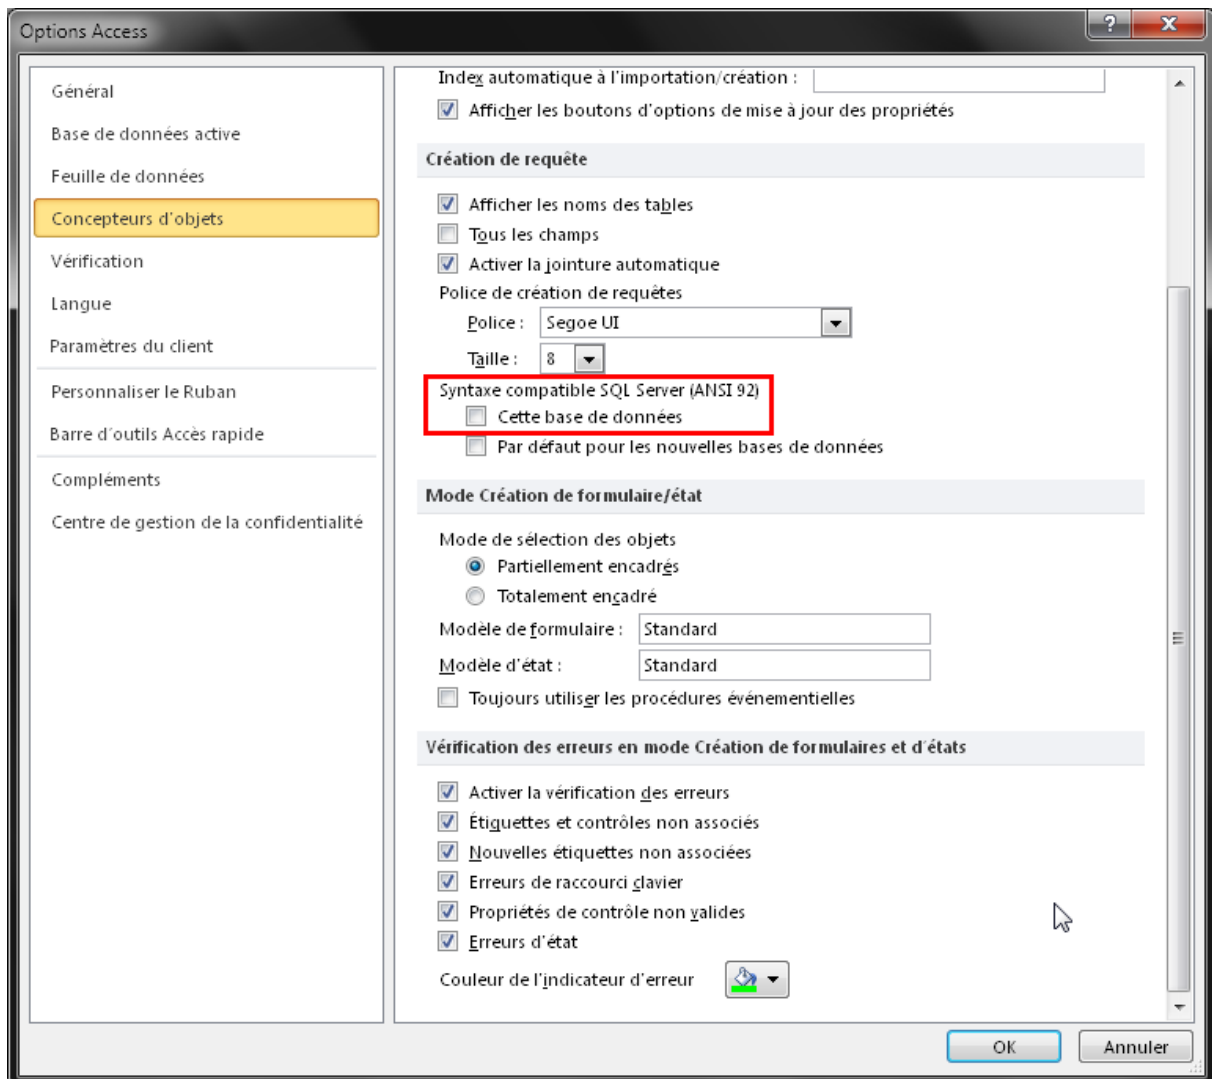 Options Access
Général
Base de données active
Feuille de données
Concepteurs d'objets
Vérification
Langue
Paramètres du client
Personnaliser le Ruban
Barre d'outils Accès rapide
Compléments
Centre de gestion de la confidentialité
Index automatique à l'importation/création :
Afficher les boutons d'options de mise à jour des propriétés
Création de requête
Afficher les noms des tables
Tous les champs
Activer la jointure automatique
Police de création de requêtes
Police : Segoe UI
Taille : 8
Syntaxe compatible SQL Server (ANSI 92)
Cette base de données
Par défaut pour les nouvelles bases de données
Mode Création de formulaire/état
Mode de sélection des objets
Partiellement encadrés
Totalement encadré
Modèle de formulaire : Standard
Modèle d'état : Standard
Toujours utiliser les procédures événementielles
Vérification des erreurs en mode Création de formulaires et d'états
Activer la vérification des erreurs
Étiquettes et contrôles non associés
Nouvelles étiquettes non associées
Erreurs de raccourci clavier
Propriétés de contrôle non valides
Erreurs d'état
Couleur de l'indicateur d'erreur
OK Annuler